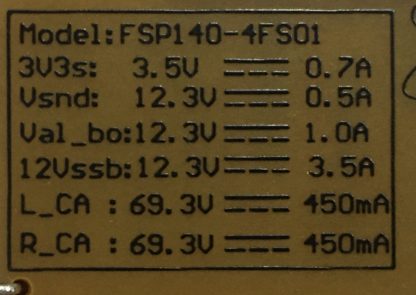 Model:FSP140-4FS01
3V3s: 3.5V ⎓ 0.7A
Vsnd: 12.3V ⎓ 0.5A
Val_bo:12.3V ⎓ 1.0A
12Vssb:12.3V ⎓ 3.5A
L_CA : 69.3V ⎓ 450mA
R_CA : 69.3V ⎓ 450mA